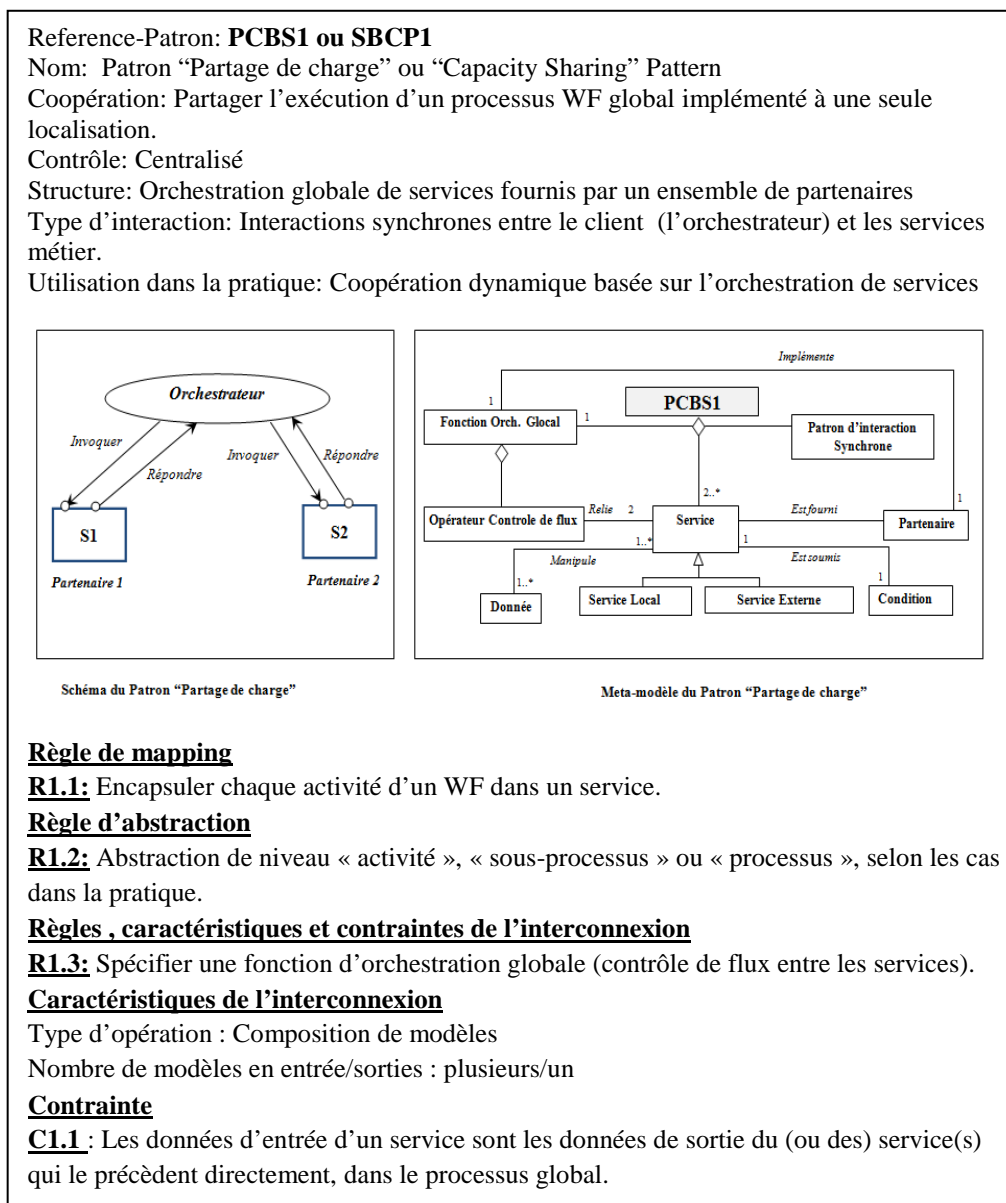 Reference-Patron: PCBS1 ou SBCP1
Nom:  Patron “Partage de charge” ou “Capacity Sharing” Pattern
Coopération: Partager l’exécution d’un processus WF global implémenté à une seule
localisation.
Contrôle: Centralisé
Structure: Orchestration globale de services fournis par un ensemble de partenaires
Type d’interaction: Interactions synchrones entre le client  (l’orchestrateur) et les services
métier.
Utilisation dans la pratique: Coopération dynamique basée sur l’orchestration de services
Orchestrateur
Invoquer
Répondre
Invoquer
Répondre
S1
S2
Partenaire 1
Partenaire 2
Schéma du Patron “Partage de charge”
Implémente
1
PCBS1
Fonction Orch. Glocal
1
Patron d’interaction
Synchrone
2..*
1
Opérateur Controle de flux
Relie
2
Service
Est fourni
Partenaire
1..*
1
Manipule
Est soumis
1..*
1
Donnée
Service Local
Service Externe
Condition
Meta-modèle du Patron “Partage de charge”
Règle de mapping
R1.1: Encapsuler chaque activité d’un WF dans un service.
Règle d’abstraction
R1.2: Abstraction de niveau « activité », « sous-processus » ou « processus », selon les cas
dans la pratique.
Règles , caractéristiques et contraintes de l’interconnexion
R1.3: Spécifier une fonction d’orchestration globale (contrôle de flux entre les services).
Caractéristiques de l’interconnexion
Type d’opération : Composition de modèles
Nombre de modèles en entrée/sorties : plusieurs/un
Contrainte
C1.1 : Les données d’entrée d’un service sont les données de sortie du (ou des) service(s)
qui le précèdent directement, dans le processus global.